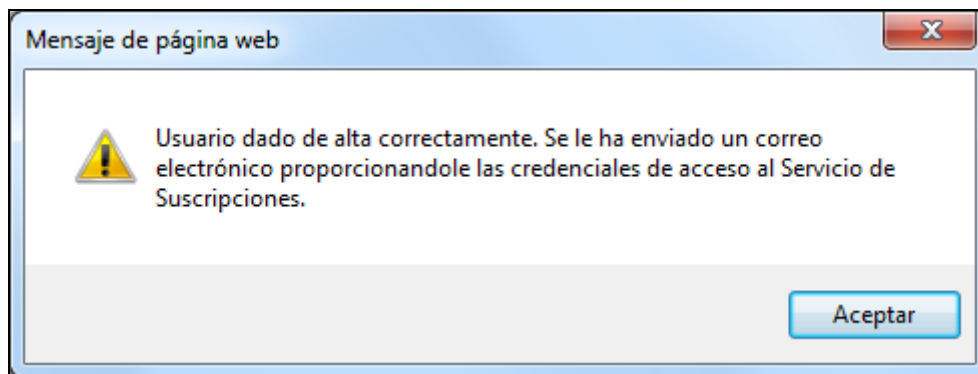 Mensaje de página web
Usuario dado de alta correctamente. Se le ha enviado un correo
electrónico proporcionandole las credenciales de acceso al Servicio de
Suscripciones.
Aceptar